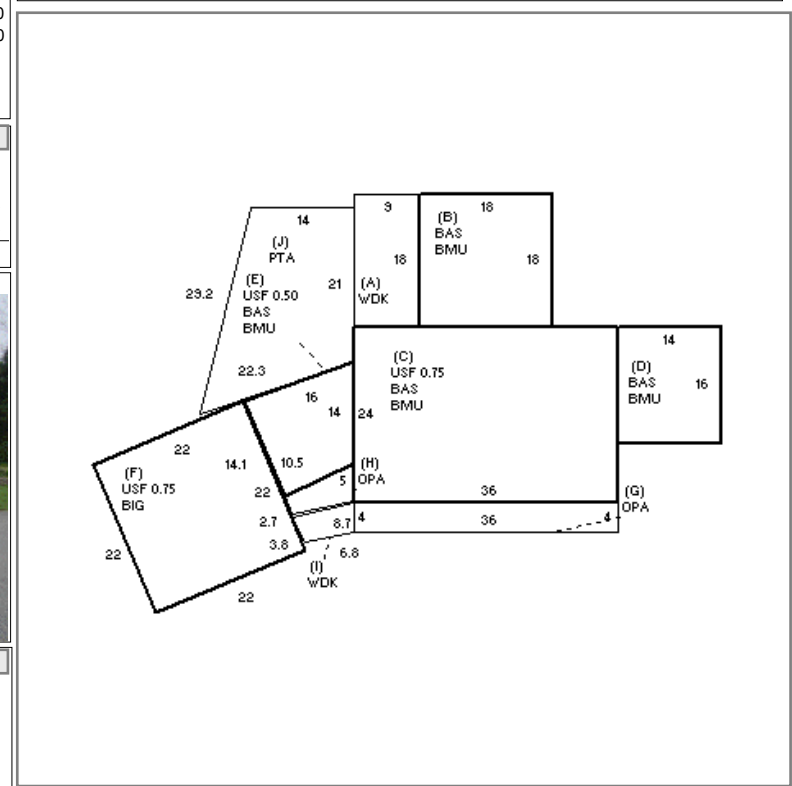 0
0
14
(J)
PTA
29.2
(E)
USF 0.50
BAS
BMU
21
22.3
9
18
(A)
WDK
18
(B)
BAS
BMU
18
14
(D)
BAS
BMU
16
(C)
USF 0.75
BAS
BMU
24
36
16
14
10.5
5
(H)
OPA
22
(F)
USF 0.75
BIG
14.1
22
2.7
3.8
22
22
8.7
4
36
4
(G)
OPA
6.8
(I)
WDK